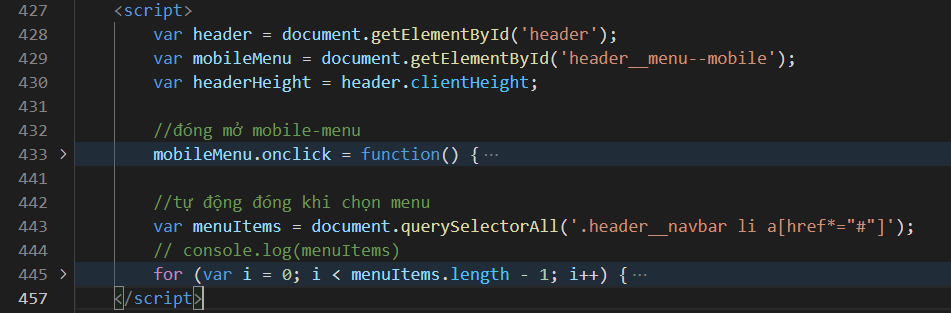 427 <script>
428 var header = document.getElementById('header');
429 var mobileMenu = document.getElementById('header__menu--mobile');
430 var headerHeight = header.clientHeight;
431
432 //đóng mở mobile-menu
433 > mobileMenu.onclick = function() {···
441
442 //tự động đóng khi chọn menu
443 var menuItems = document.querySelectorAll('.header__navbar li a[href*="#"]');
444 // console.log(menuItems)
445 > for (var i = 0; i < menuItems.length - 1; i++) {···
457 </script>